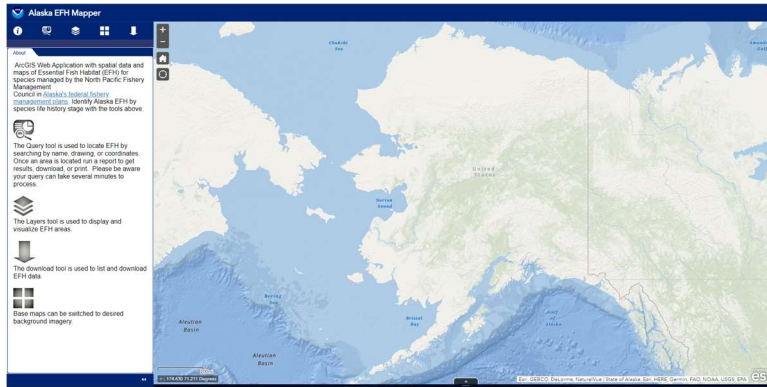 Alaska EFH Mapper
About
ArcGIS Web Application with spatial data and
maps of Essential Fish Habitat (EFH) for
species managed by the North Pacific Fishery
Management
Council in Alaska's federal fishery
management plans. Identify Alaska EFH by
species life history stage with the tools above.
The Query tool is used to locate EFH by
searching by name, drawing, or coordinates.
Once an area is located run a report to get
results, download, or print. Please be aware
your query can take several minutes to
process.
The Layers tool is used to display and
visualize EFH areas.
The download tool is used to list and download
EFH data.
Base maps can be switched to desired
background imagery.
+
−
Chukchi
Sea
Amundsen
United
States
Norton
Sound
Bering
Sea
Bristol
Bay
Gulf
of
Alaska
Aleutian
Basin
Aleutian
Basin
Esri, GEBCO, DeLorme, NaturalVue | State of Alaska, Esri, HERE, Garmin, FAO, NOAA, USGS, EPA
es